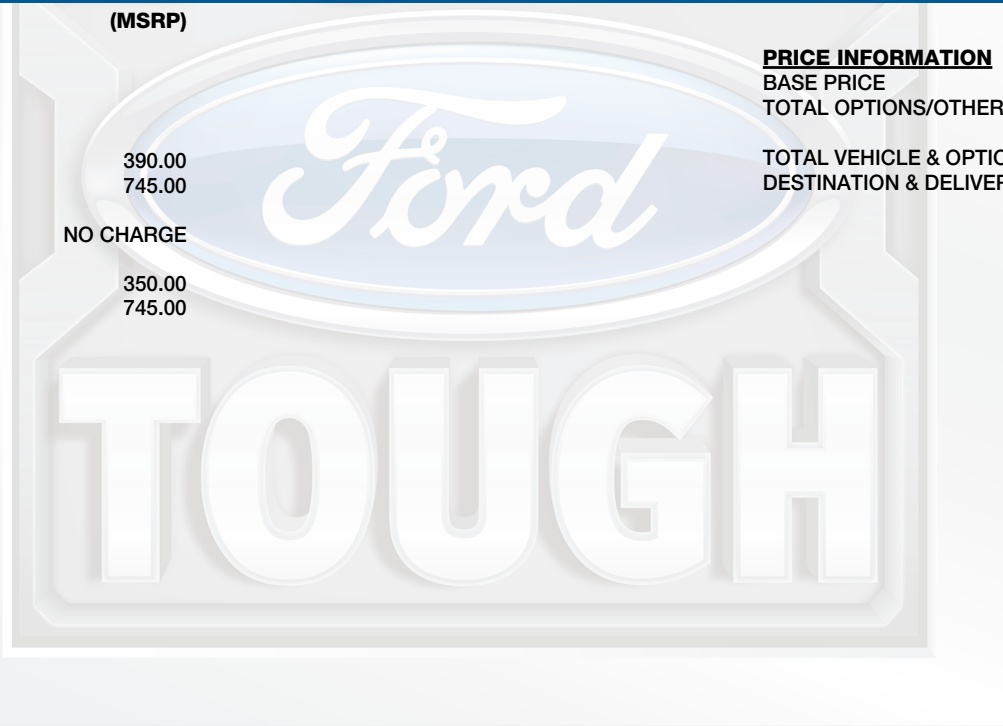 (MSRP)
390.00
745.00
NO CHARGE
350.00
745.00
PRICE INFORMATION
BASE PRICE
TOTAL OPTIONS/OTHER
TOTAL VEHICLE & OPTIO
DESTINATION & DELIVER
Ford
TOUGH